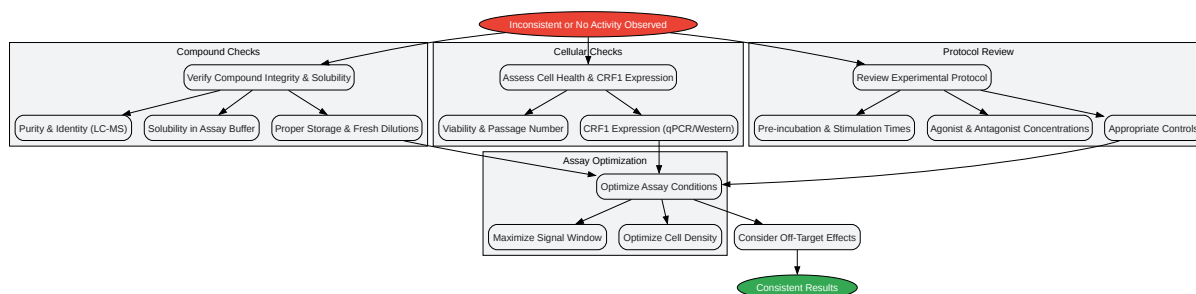 Inconsistent or No Activity Observed
Compound Checks
Cellular Checks
Protocol Review
Verify Compound Integrity & Solubility
Assess Cell Health & CRF1 Expression
Review Experimental Protocol
Purity & Identity (LC-MS)
Solubility in Assay Buffer
Proper Storage & Fresh Dilutions
Viability & Passage Number
CRF1 Expression (qPCR/Western)
Pre-incubation & Stimulation Times
Agonist & Antagonist Concentrations
Appropriate Controls
Assay Optimization
Optimize Assay Conditions
Maximize Signal Window
Optimize Cell Density
Consider Off-Target Effects
Consistent Results